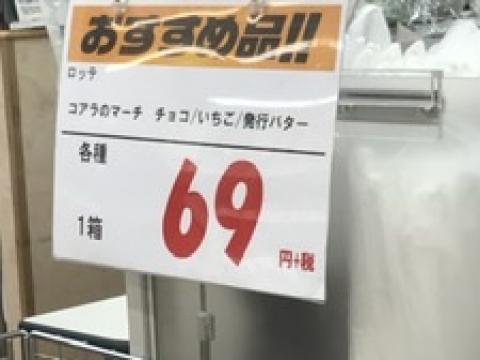 おすすめ品!!
ロッテ
コアラのマーチ チョコ/いちご/発行バター
各種
1箱
69
円+税